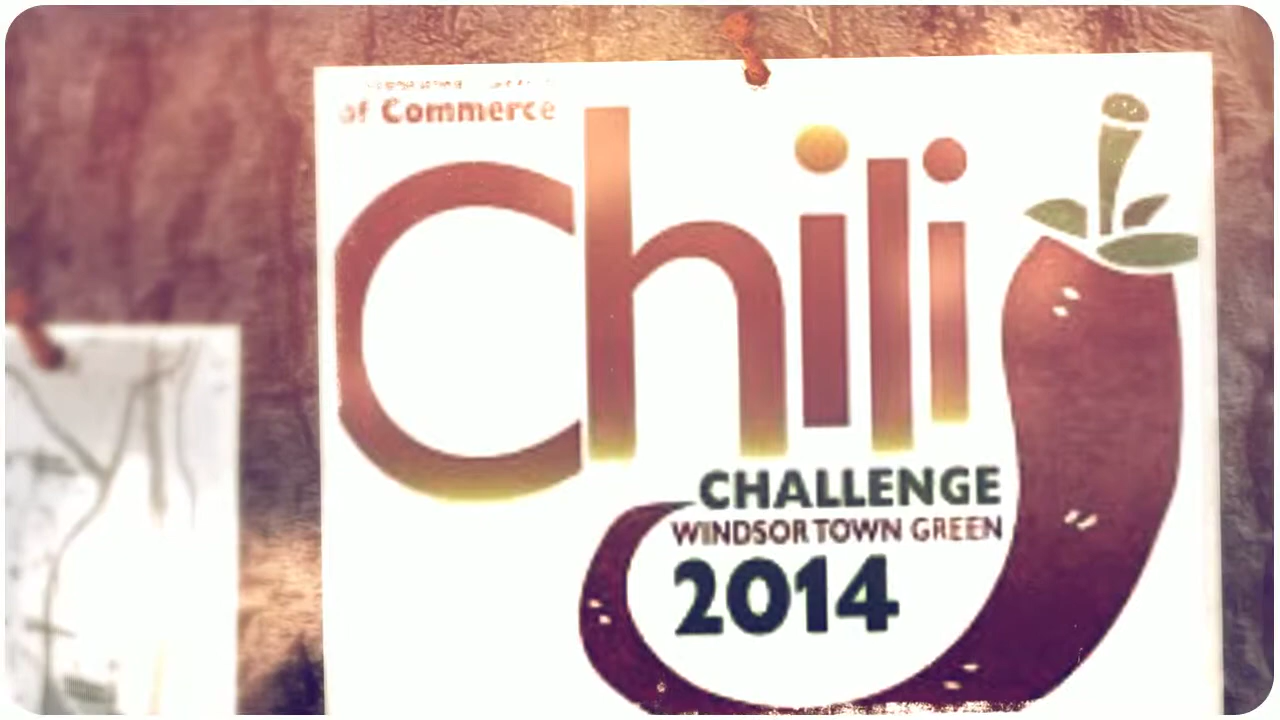 of Commerce
Chili
CHALLENGE
WINDSOR TOWN GREEN
2014